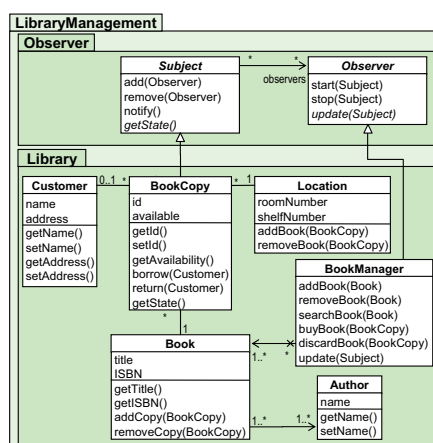 LibraryManagement
Observer
Subject
add(Observer)
remove(Observer)
notify()
getState()
*
*
observers
Observer
start(Subject)
stop(Subject)
update(Subject)
Library
Customer
name
address
getName()
setName()
getAddress()
setAddress()
0..1
*
BookCopy
id
available
getId()
setId()
getAvailability()
borrow(Customer)
return(Customer)
getState()
*
1
Location
roomNumber
shelfNumber
addBook(BookCopy)
removeBook(BookCopy)
BookManager
addBook(Book)
removeBook(Book)
searchBook(Book)
buyBook(BookCopy)
discardBook(BookCopy)
update(Subject)
*
1
Book
title
ISBN
getTitle()
getISBN()
addCopy(BookCopy)
removeCopy(BookCopy)
1..*
*
1..*
1..*
Author
name
getName()
setName()